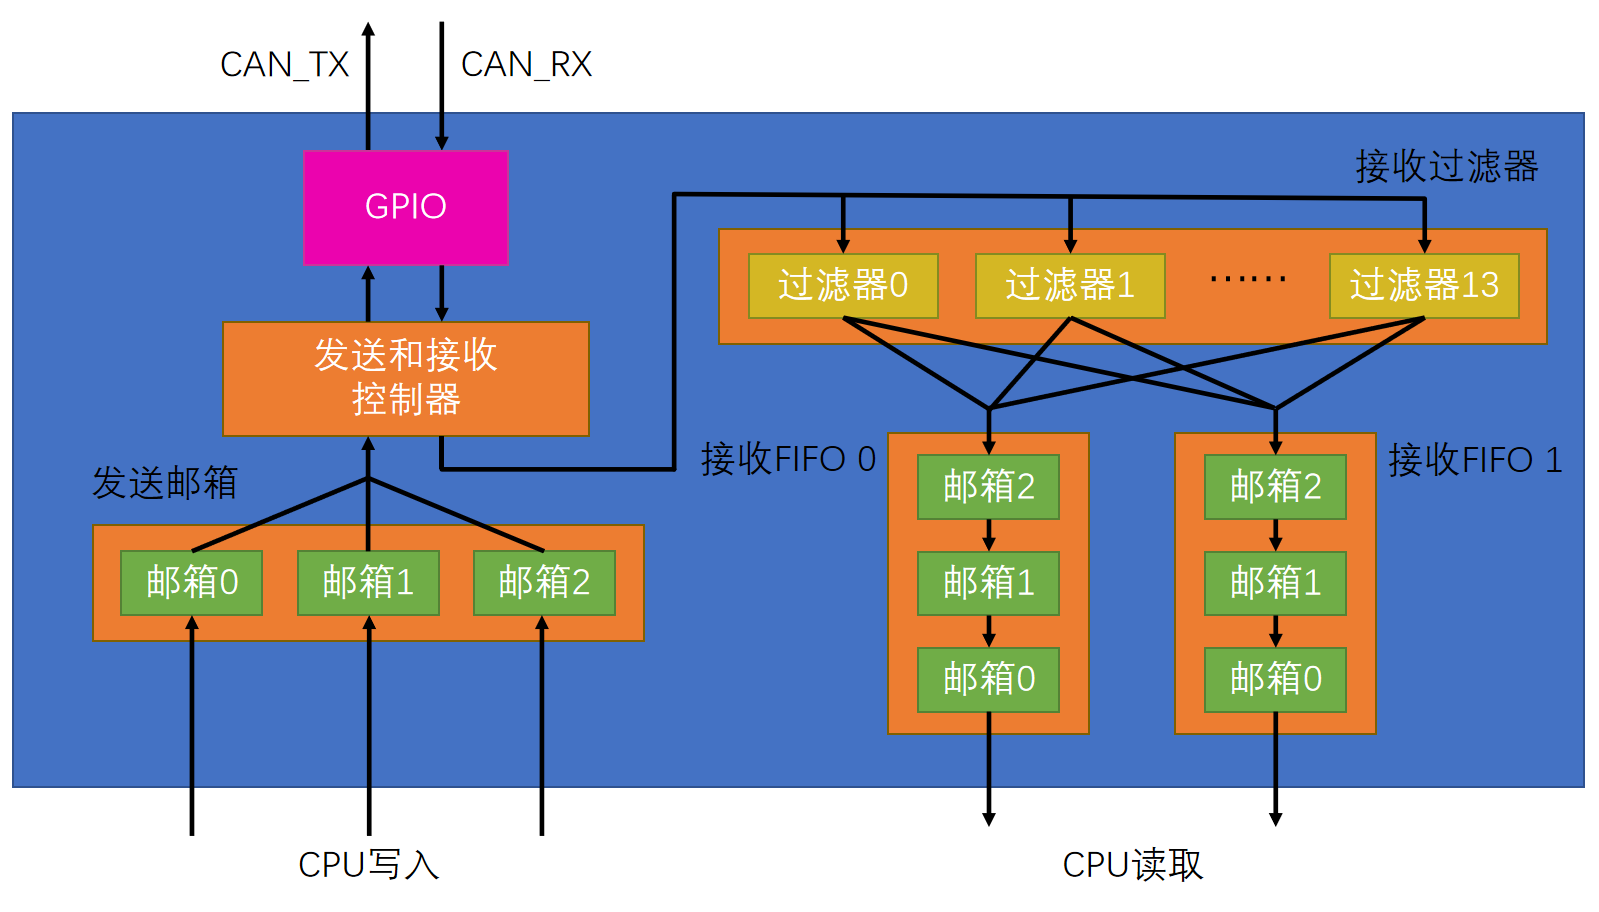 CAN_TX
CAN_RX
GPIO
接收过滤器
过滤器0
过滤器1
……
过滤器13
发送和接收
控制器
发送邮箱
邮箱0
邮箱1
邮箱2
接收FIFO 0
邮箱2
邮箱1
邮箱0
接收FIFO 1
邮箱2
邮箱1
邮箱0
CPU写入
CPU读取